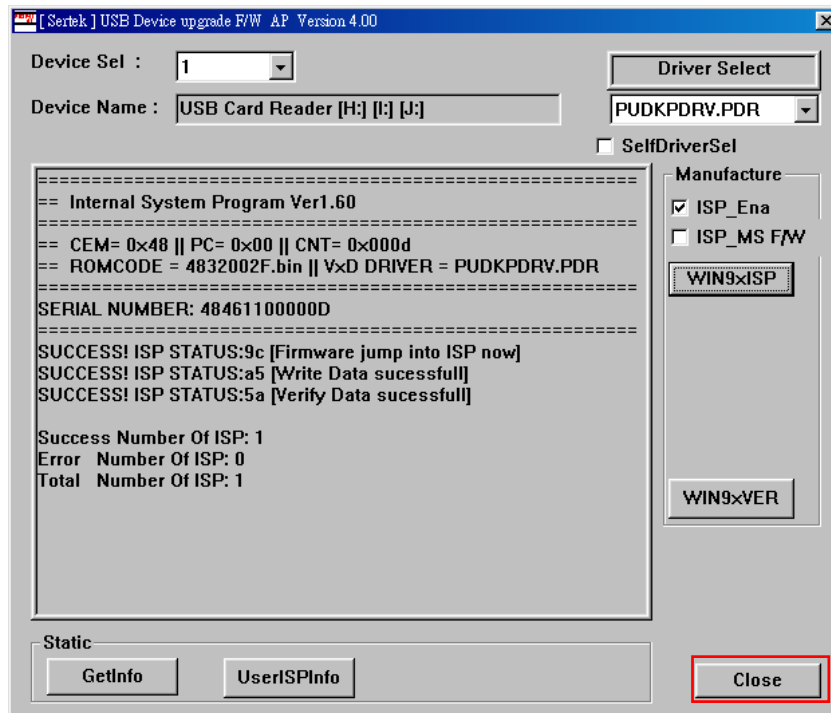 [ Sertek ] USB Device upgrade F/W AP Version 4.00
Device Sel : 1
Driver Select
Device Name : USB Card Reader [H:] [I:] [J:]
PUDKPDRV.PDR
SelfDriverSel
==========================================================
== Internal System Program Ver1.60
==========================================================
== CEM= 0x48 || PC= 0x00 || CNT= 0x000d
== ROMCODE = 4832002F.bin || VxD DRIVER = PUDKPDRV.PDR
==========================================================
SERIAL NUMBER: 48461100000D
==========================================================
SUCCESS! ISP STATUS:9c [Firmware jump into ISP now]
SUCCESS! ISP STATUS:a5 [Write Data sucessfull]
SUCCESS! ISP STATUS:5a [Verify Data sucessfull]
Success Number Of ISP: 1
Error Number Of ISP: 0
Total Number Of ISP: 1
Manufacture
ISP_Ena
ISP_MS F/W
WIN9xISP
WIN9xVER
Static
GetInfo
UserISPInfo
Close